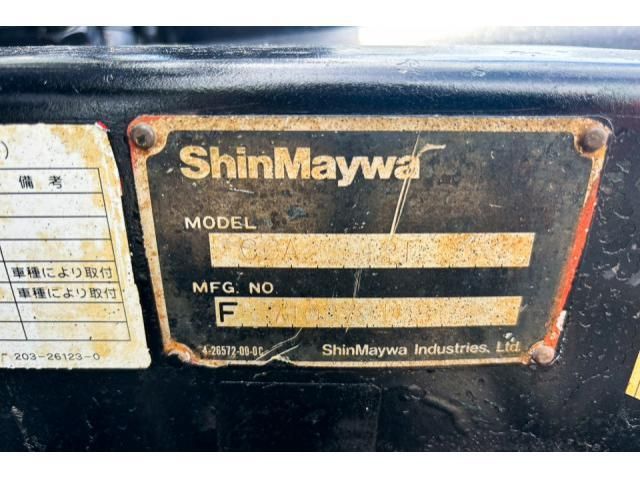 )
備考
車種により取付
車種により取付
203-26123-0
ShinMaywa
MODEL
MFG. NO.
F
4-26572-00-0C
ShinMaywa Industries, Ltd.